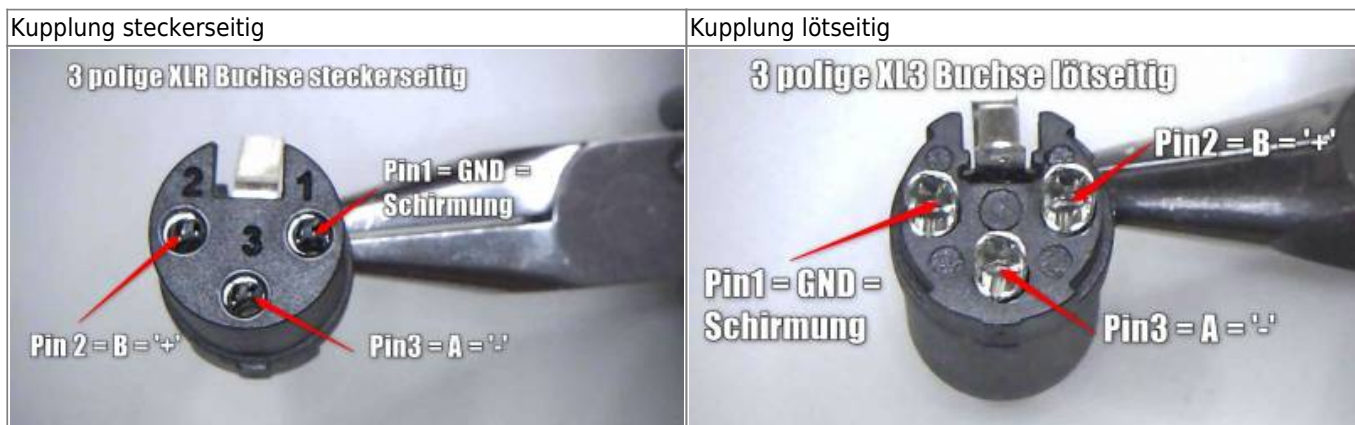 Kupplung steckerseitig
Kupplung lötseitig
3 polige XLR Buchse steckerseitig
2
1
Pin1 = GND =
Schirmung
3
Pin 2 = B = '+'
Pin3 = A = '-'
3 polige XL3 Buchse lötseitig
Pin2 = B = '+'
Pin1 = GND =
Schirmung
Pin3 = A = '-'